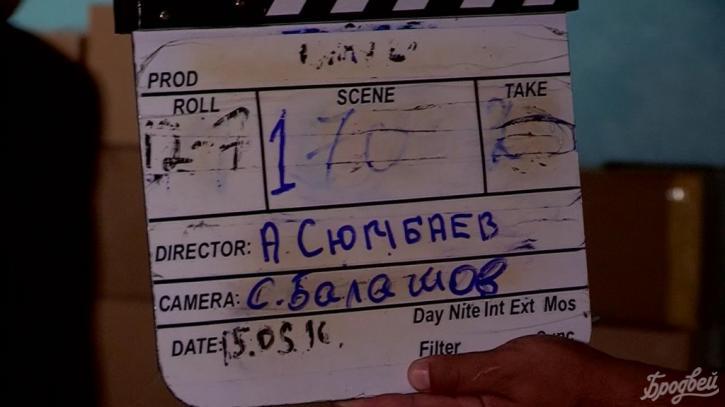 PROD
ROLL SCENE TAKE
170
DIRECTOR: А СЮМБАЕВ
CAMERA: С. Балашов
Day Nite Int Ext Mos
DATE: 15.05.16.
Filter
Бродвей